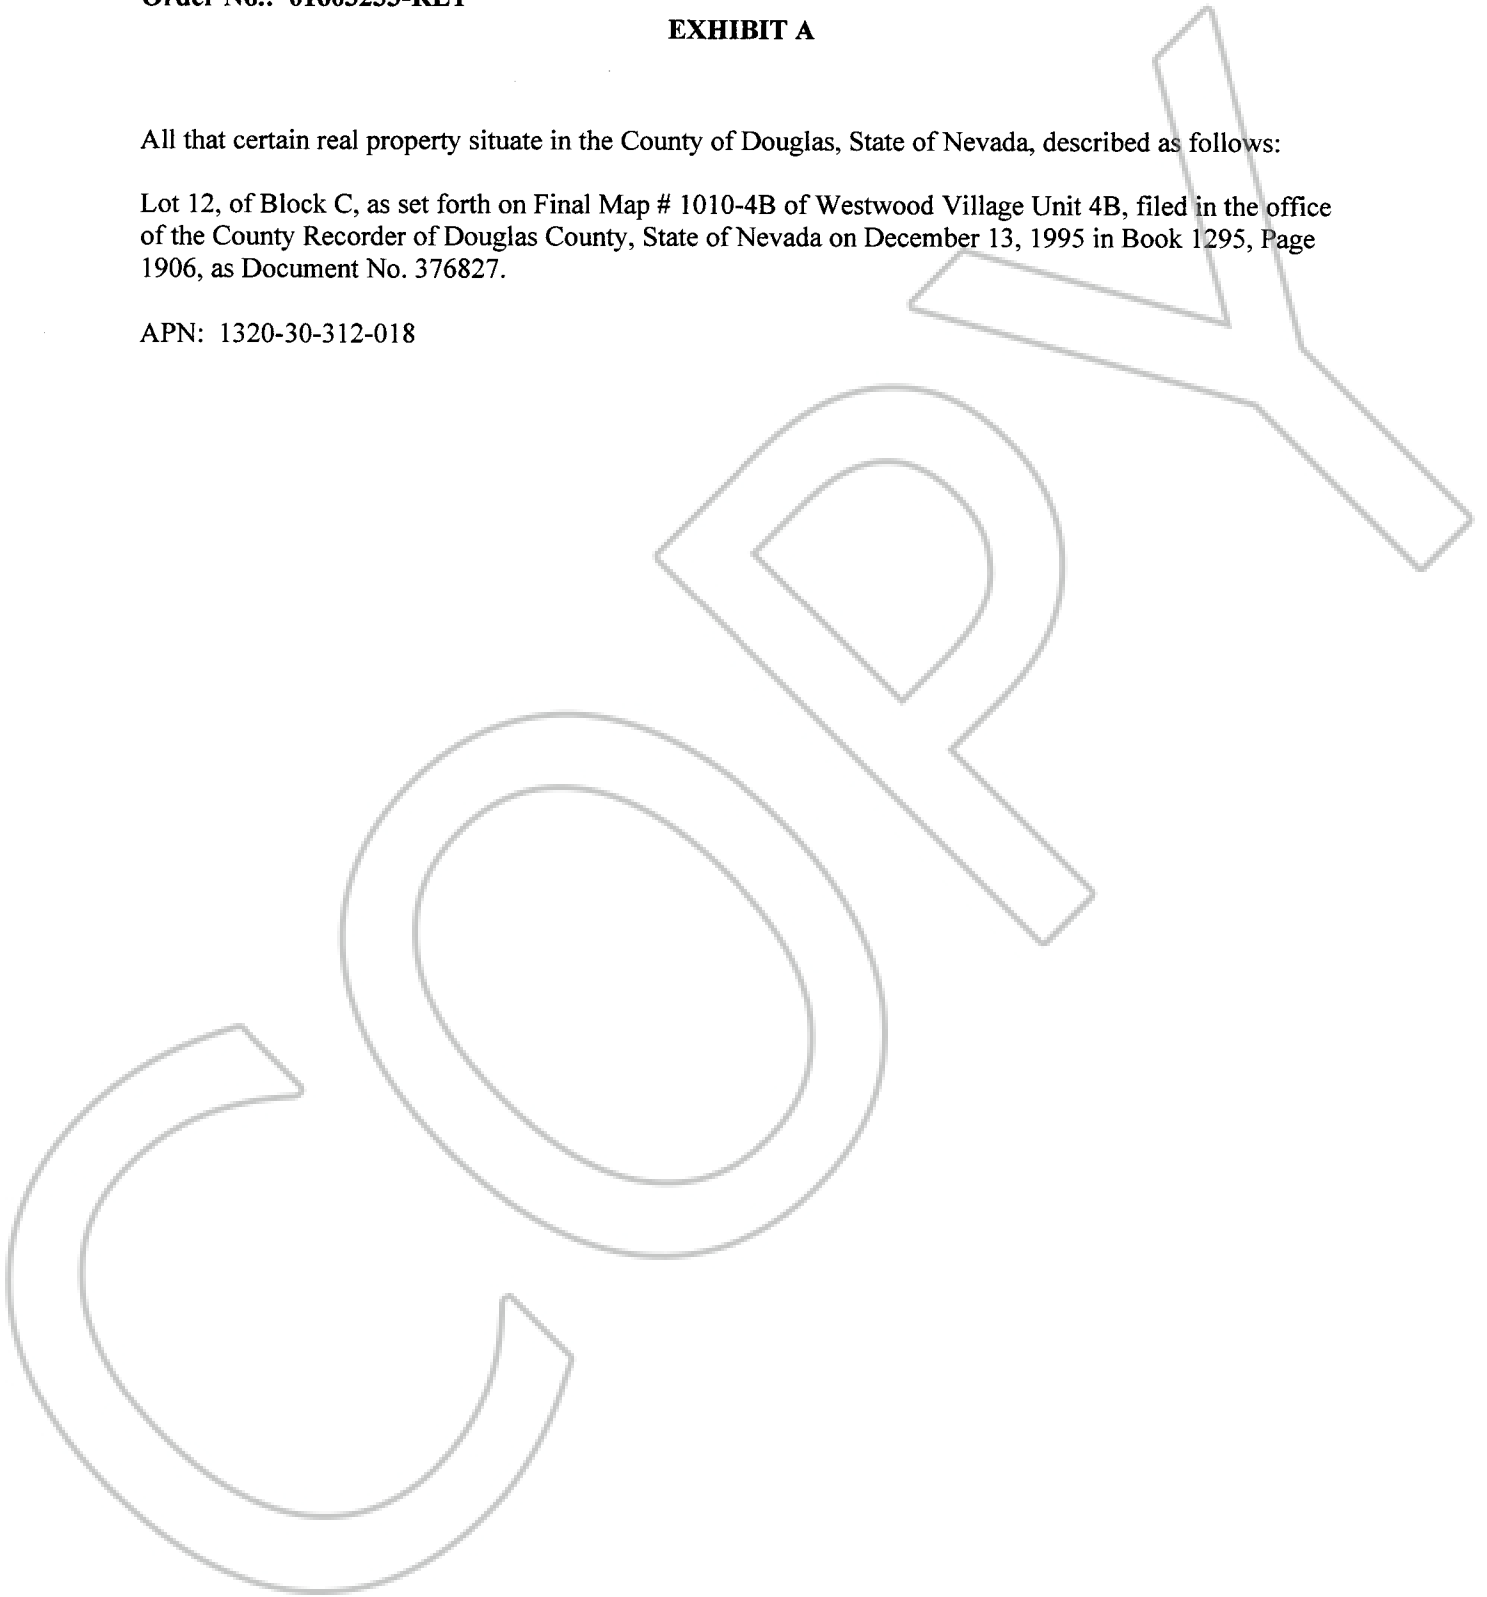 Order No.:
EXHIBIT A
All that certain real property situate in the County of Douglas, State of Nevada, described as follows:
Lot 12, of Block C, as set forth on Final Map # 1010-4B of Westwood Village Unit 4B, filed in the office
of the County Recorder of Douglas County, State of Nevada on December 13, 1995 in Book 1295, Page
1906, as Document No. 376827.
APN: 1320-30-312-018
COPY